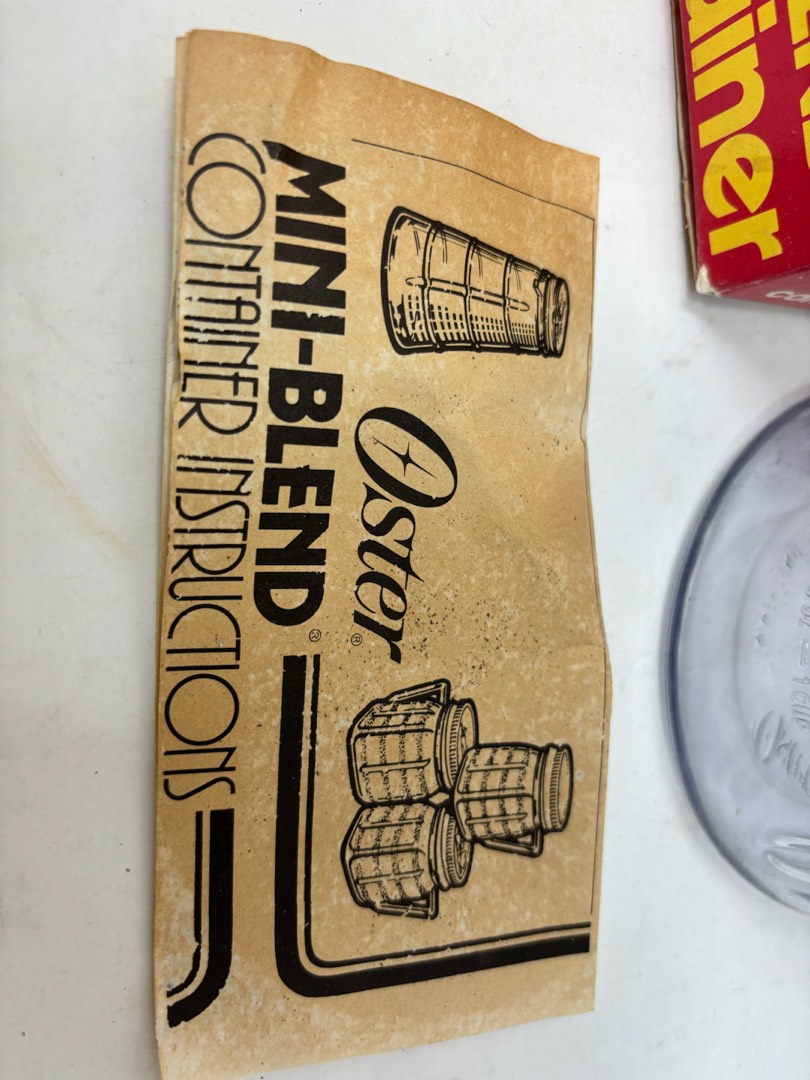 Oster®
MINI-BLEND®
CONTAINER INSTRUCTIONS
ainer